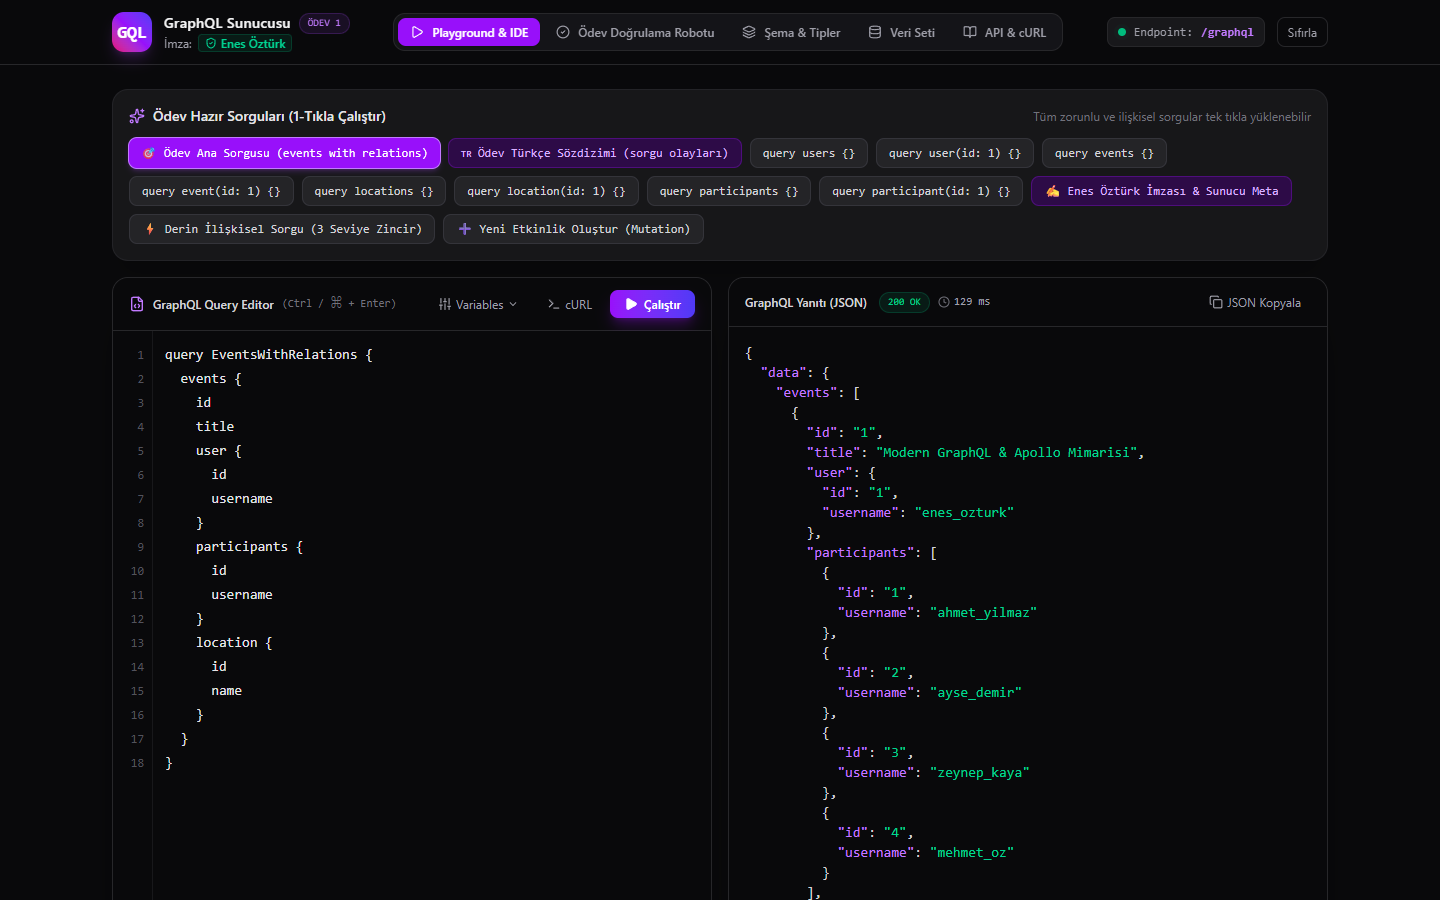 GQL
GraphQL Sunucusu ÖDEV 1
İmza: Enes Öztürk
Playground & IDE
Ödev Doğrulama Robotu
Şema & Tipler
Veri Seti
API & cURL
Endpoint: /graphql
Sıfırla
Ödev Hazır Sorguları (1-Tıkla Çalıştır)
Tüm zorunlu ve ilişkisel sorgular tek tıkla yüklenebilir
🎯 Ödev Ana Sorgusu (events with relations)
TR Ödev Türkçe Sözdizimi (sorgu olayları)
query users {}
query user(id: 1) {}
query events {}
query event(id: 1) {}
query locations {}
query location(id: 1) {}
query participants {}
query participant(id: 1) {}
✍️ Enes Öztürk İmzası & Sunucu Meta
⚡ Derin İlişkisel Sorgu (3 Seviye Zincir)
➕ Yeni Etkinlik Oluştur (Mutation)
GraphQL Query Editor (Ctrl / ⌘ + Enter)
Variables
cURL
Çalıştır
1 query EventsWithRelations {
2 events {
3 id
4 title
5 user {
6 id
7 username
8 }
9 participants {
10 id
11 username
12 }
13 location {
14 id
15 name
16 }
17 }
18 }
GraphQL Yanıtı (JSON) 200 OK 129 ms
JSON Kopyala
{
"data": {
"events": [
{
"id": "1",
"title": "Modern GraphQL & Apollo Mimarisi",
"user": {
"id": "1",
"username": "enes_ozturk"
},
"participants": [
{
"id": "1",
"username": "ahmet_yilmaz"
},
{
"id": "2",
"username": "ayse_demir"
},
{
"id": "3",
"username": "zeynep_kaya"
},
{
"id": "4",
"username": "mehmet_oz"
}
],